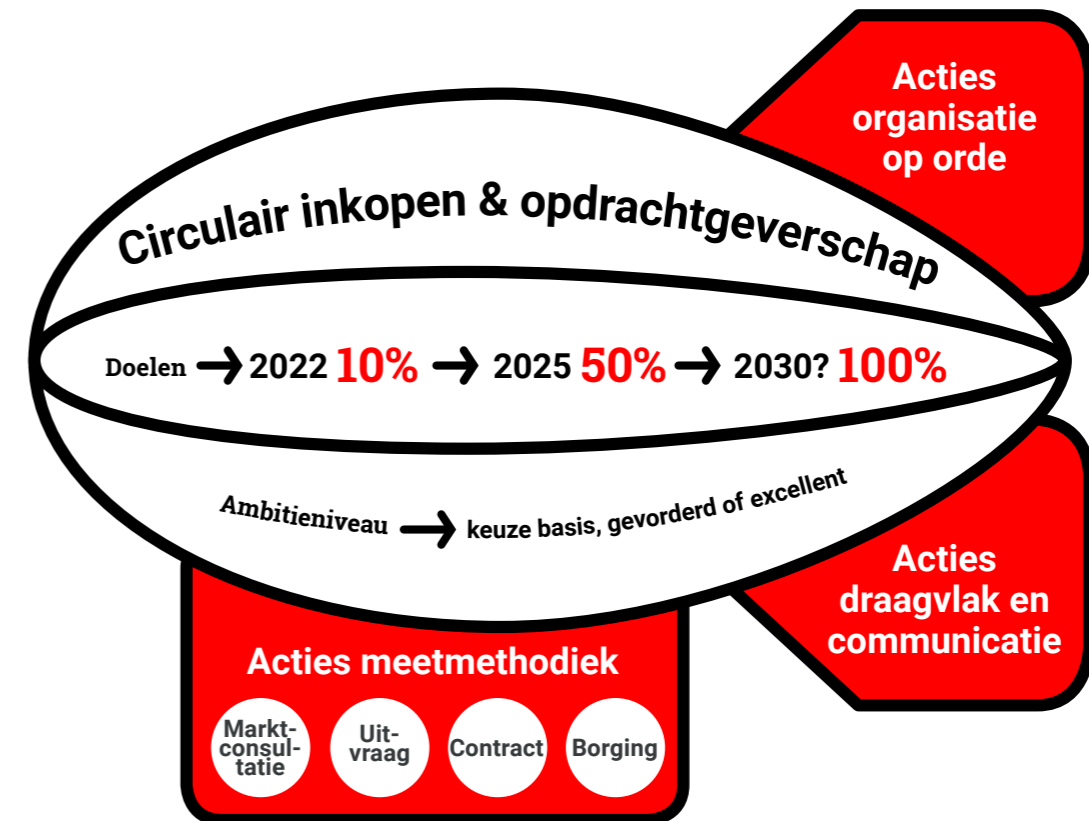 Acties
organisatie
op orde
Circulair inkopen & opdrachtgeverschap
Doelen → 2022 10% → 2025 50% → 2030? 100%
Ambitieniveau → keuze basis, gevorderd of excellent
Acties
draagvlak en
communicatie
Acties meetmethodiek
Markt-
consul-
tatie
Uit-
vraag
Contract
Borging